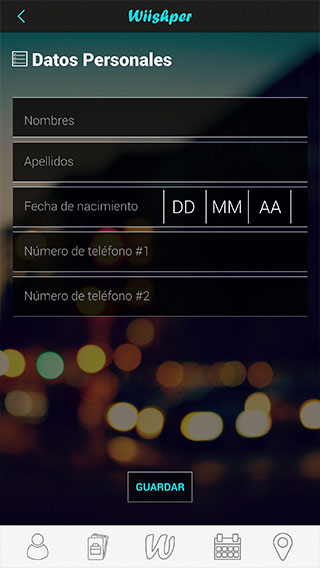 Wiishper
Datos Personales
Nombres
Apellidos
Fecha de nacimiento DD MM AA
Número de teléfono #1
Número de teléfono #2
GUARDAR
W